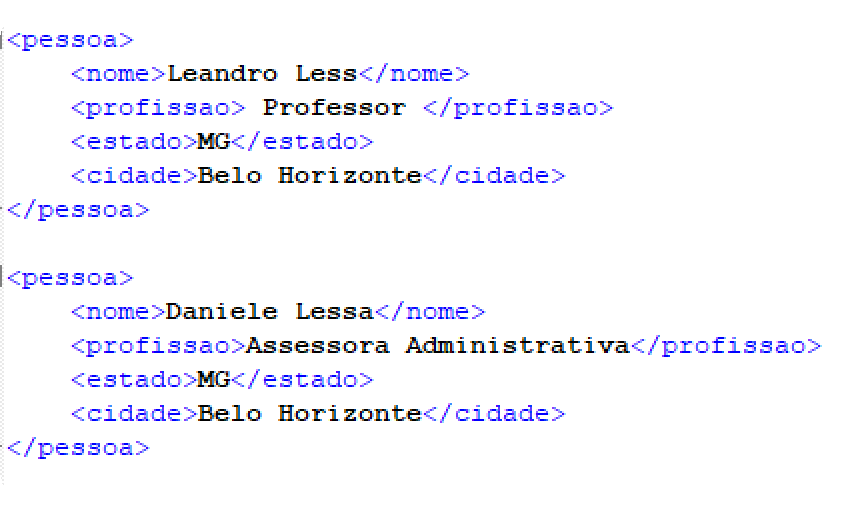 <pessoa>
<nome>Leandro Less</nome>
<profissao> Professor </profissao>
<estado>MG</estado>
<cidade>Belo Horizonte</cidade>
</pessoa>
<pessoa>
<nome>Daniele Lessa</nome>
<profissao>Assessora Administrativa</profissao>
<estado>MG</estado>
<cidade>Belo Horizonte</cidade>
</pessoa>